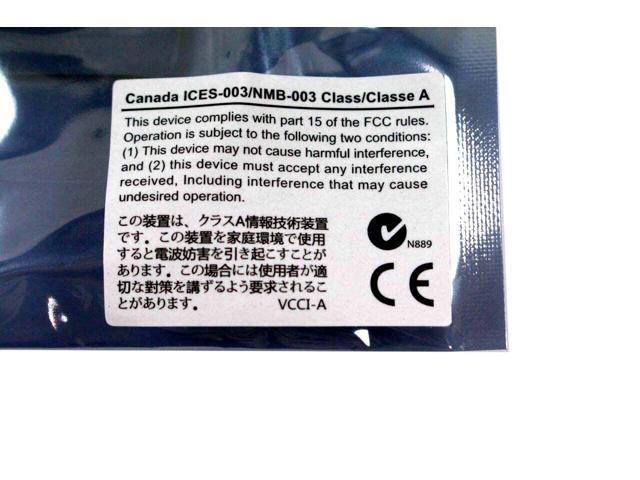 Canada ICES-003/NMB-003 Class/Classe A
This device complies with part 15 of the FCC rules.
Operation is subject to the following two conditions:
(1) This device may not cause harmful interference,
and (2) this device must accept any interference
received, Including interference that may cause
undesired operation.
この装置は、クラスA情報技術装置
です。この装置を家庭環境で使用
すると電波妨害を引き起こすことが
あります。この場合には使用者が適
切な對策を講ずるよう要求されるこ
とがあります。 VCCI-A
N889
CE